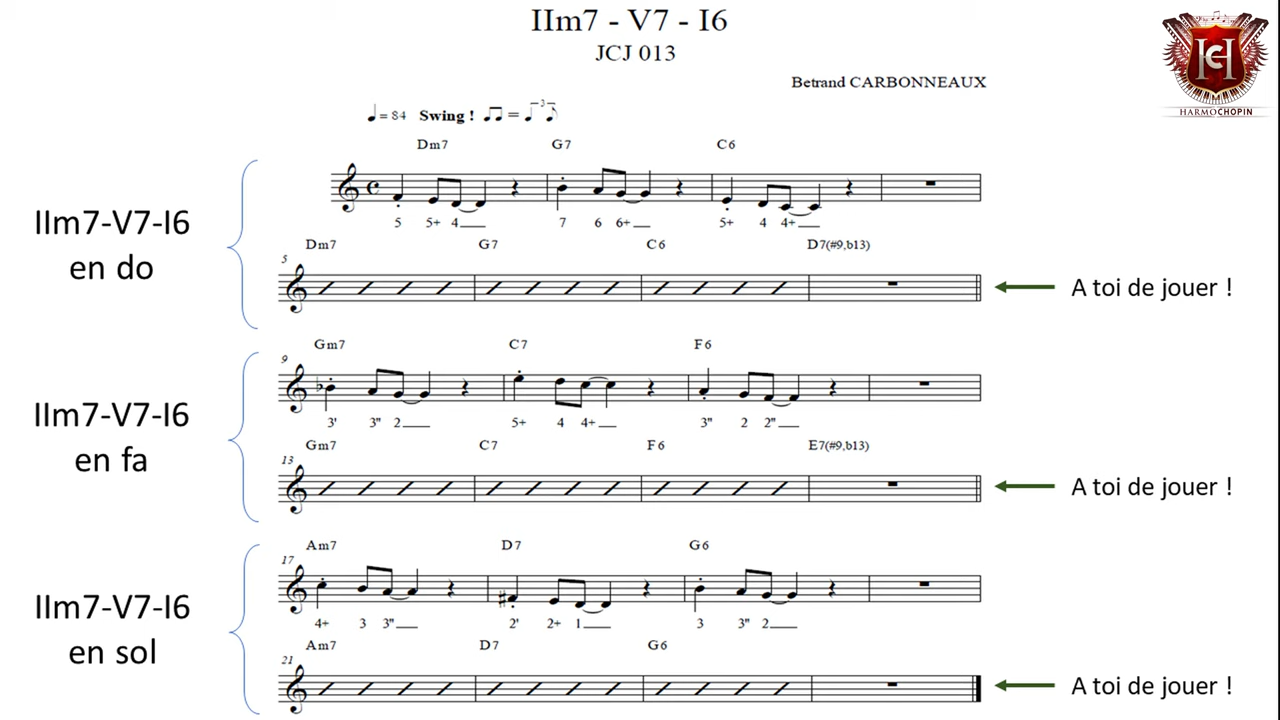 IIm7 - V7 - I6
JCJ 013
Betrand CARBONNEAUX
HARMOCHOPIN
= 84 Swing ! = 3
Dm7 G7 C6
5 5+ 4 7 6 6+ 5+ 4 4+
IIm7-V7-I6
en do
Dm7 G7 C6 D7(#9,b13)
5
A toi de jouer !
Gm7 C7 F6
9
3' 3" 2 5+ 4 4+ 3" 2 2"
IIm7-V7-I6
en fa
Gm7 C7 F6 E7(#9,b13)
13
A toi de jouer !
Am7 D7 G6
17
4+ 3 3" 2' 2+ 1 3 3" 2
IIm7-V7-I6
en sol
Am7 D7 G6
21
A toi de jouer !